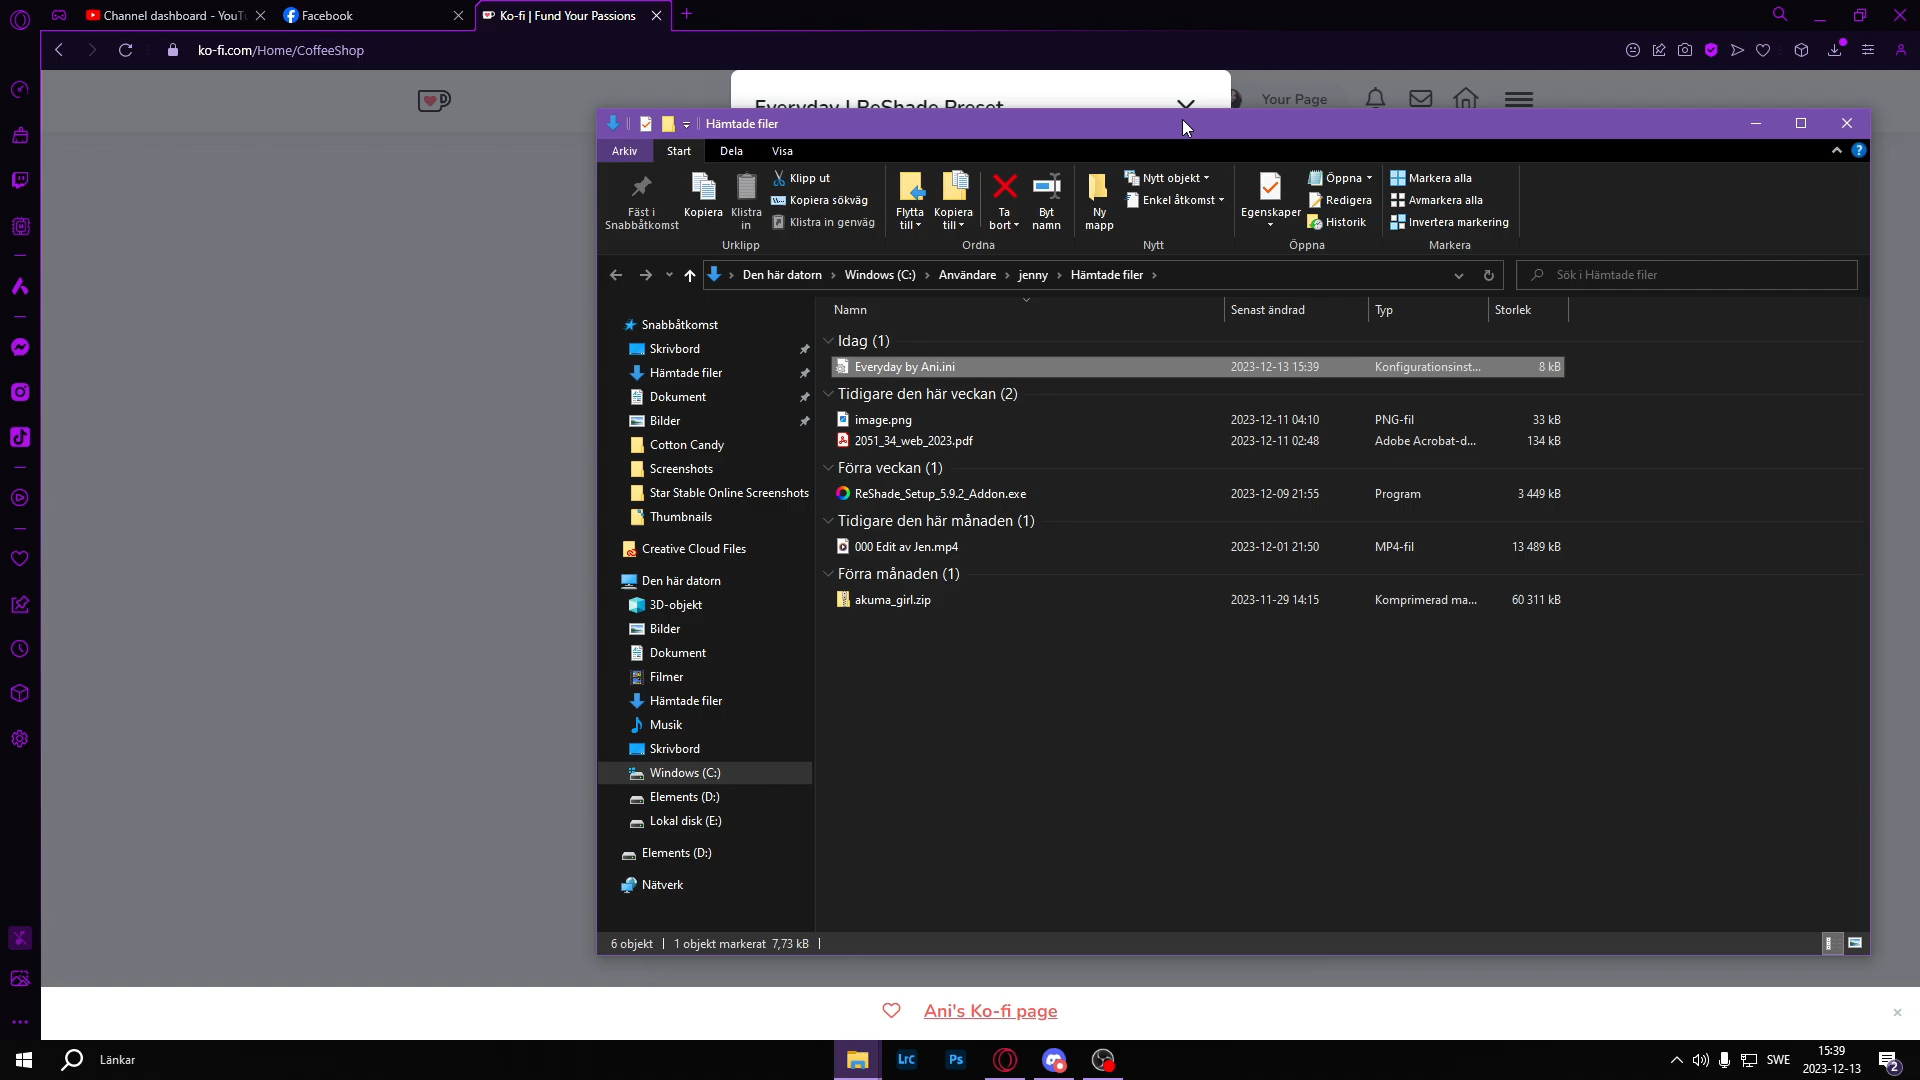 Channel dashboard - YouTu
Facebook
Ko-fi | Fund Your Passions
ko-fi.com/Home/CoffeeShop
Everyday | ReShade Preset
Your Page
Hämtade filer
Arkiv
Start
Dela
Visa
Fäst i
Snabbåtkomst
Kopiera
Klistra
in
Klipp ut
Kopiera sökväg
Klistra in genväg
Urklipp
Flytta
till
Kopiera
till
Ta
bort
Byt
namn
Ordna
Ny
mapp
Nytt objekt
Enkel åtkomst
Nytt
Egenskaper
Öppna
Redigera
Historik
Öppna
Markera alla
Avmarkera alla
Invertera markering
Markera
Den här datorn
Windows (C:)
Användare
jenny
Hämtade filer
Sök i Hämtade filer
Namn
Senast ändrad
Typ
Storlek
Snabbåtkomst
Skrivbord
Hämtade filer
Dokument
Bilder
Cotton Candy
Screenshots
Star Stable Online Screenshots
Thumbnails
Creative Cloud Files
Den här datorn
3D-objekt
Bilder
Dokument
Filmer
Hämtade filer
Musik
Skrivbord
Windows (C:)
Elements (D:)
Lokal disk (E:)
Elements (D:)
Nätverk
Idag (1)
Everyday by Ani.ini 2023-12-13 15:39 Konfigurationsinst... 8 kB
Tidigare den här veckan (2)
image.png 2023-12-11 04:10 PNG-fil 33 kB
2051_34_web_2023.pdf 2023-12-11 02:48 Adobe Acrobat-d... 134 kB
Förra veckan (1)
ReShade_Setup_5.9.2_Addon.exe 2023-12-09 21:55 Program 3 449 kB
Tidigare den här månaden (1)
000 Edit av Jen.mp4 2023-12-01 21:50 MP4-fil 13 489 kB
Förra månaden (1)
akuma_girl.zip 2023-11-29 14:15 Komprimerad ma... 60 311 kB
6 objekt
1 objekt markerat 7,73 kB
Ani's Ko-fi page
Länkar
Lrc
Ps
SWE
15:39
2023-12-13
2